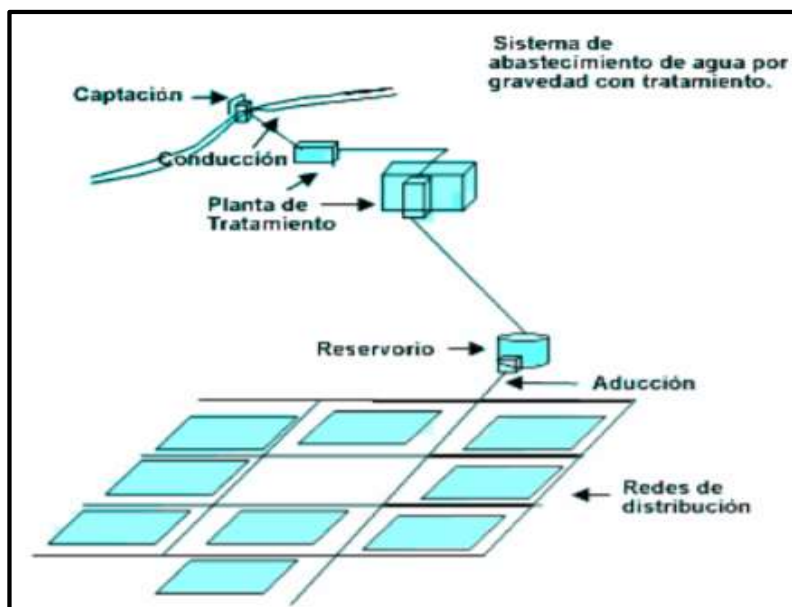 Sistema de
abastecimiento de agua por
gravedad con tratamiento.
Captación
Conducción
Planta de
Tratamiento
Reservorio
Aducción
Redes de
distribución